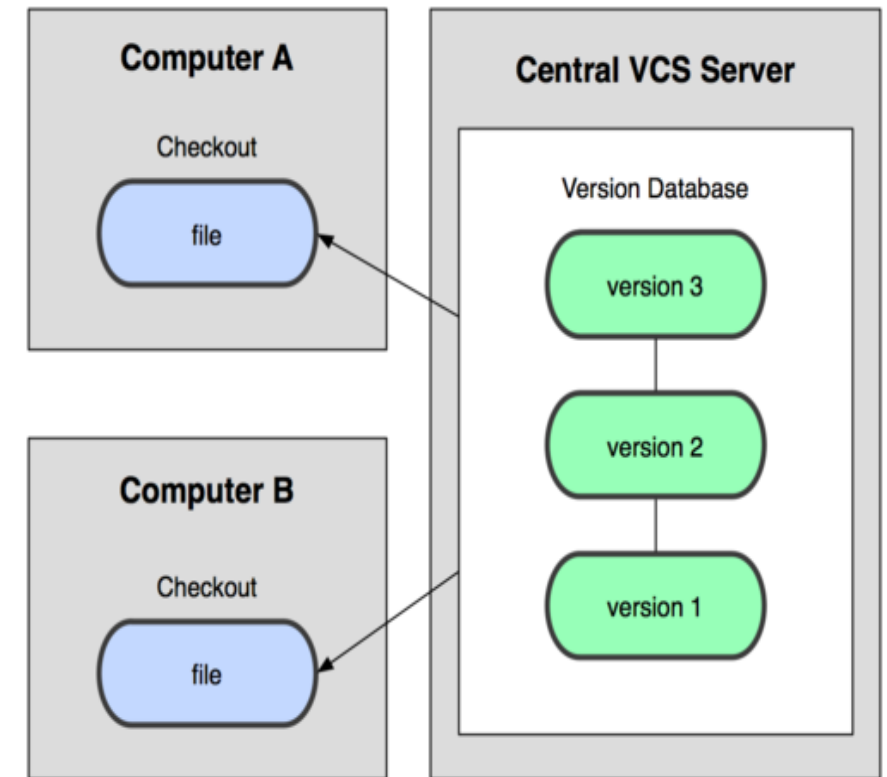 Computer A
Checkout
file
Computer B
Checkout
file
Central VCS Server
Version Database
version 3
version 2
version 1